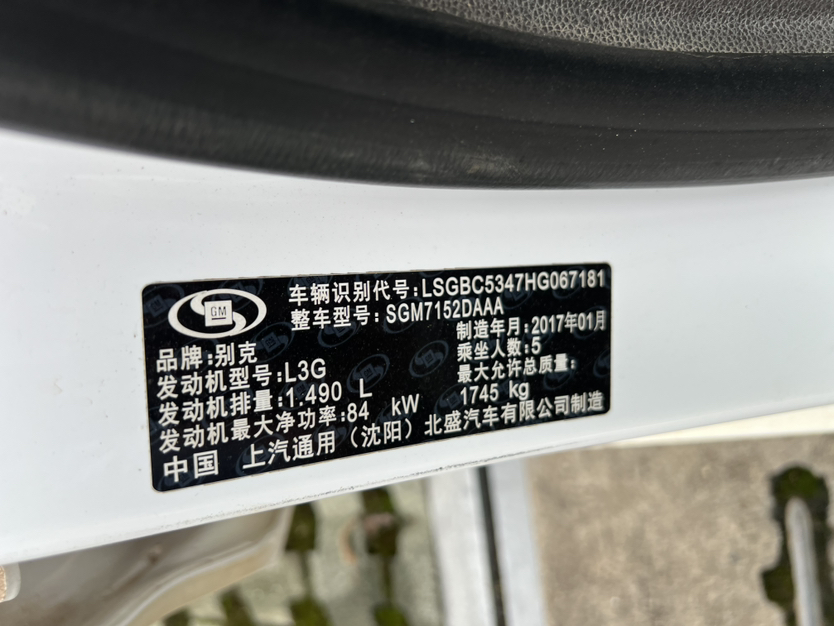 GM
车辆识别代号:LSGBC5347HG067181
整车型号:SGM7152DAAA
制造年月:2017年01月
品牌:别克
乘坐人数:5
发动机型号:L3G
最大允许总质量:
发动机排量:1.490 L
1745 kg
发动机最大净功率:84 kW
中国 上汽通用（沈阳）北盛汽车有限公司制造